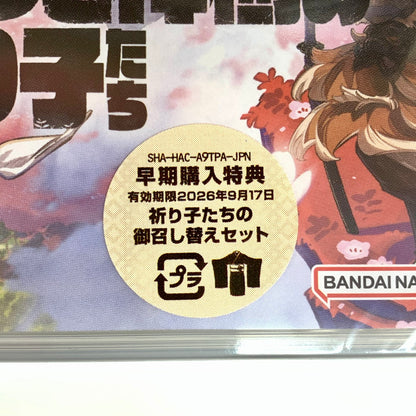 り子たち
SHA-HAC-A9TPA-JPN
早期購入特典
有効期限2026年9月17日
祈り子たちの
御召し替えセット
プラ
BANDAI NA